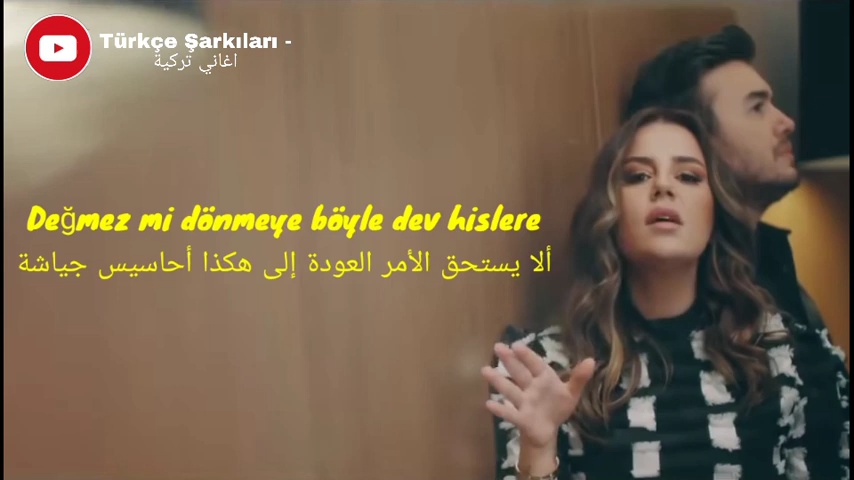 Türkçe Şarkıları -
اغاني تركية
Değmez mi dönmeye böyle dev hislere
ألا يستحق الأمر العودة إلى هكذا أحاسيس جياشة